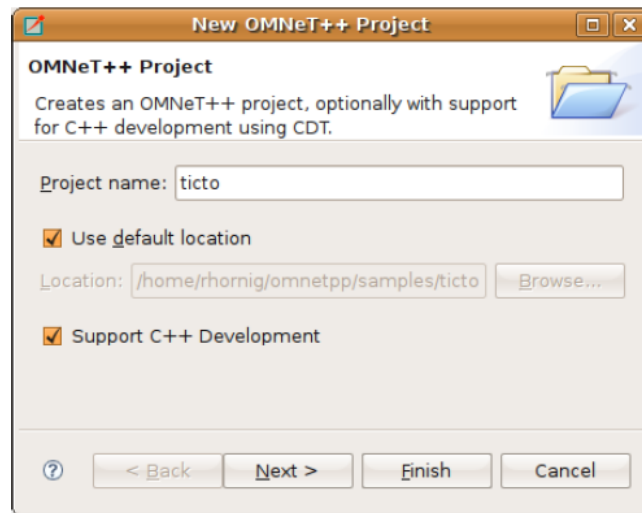 New OMNeT++ Project
OMNeT++ Project
Creates an OMNeT++ project, optionally with support
for C++ development using CDT.
Project name: ticto
Use default location
Location: /home/rhornig/omnetpp/samples/ticto Browse...
Support C++ Development
? < Back Next > Finish Cancel